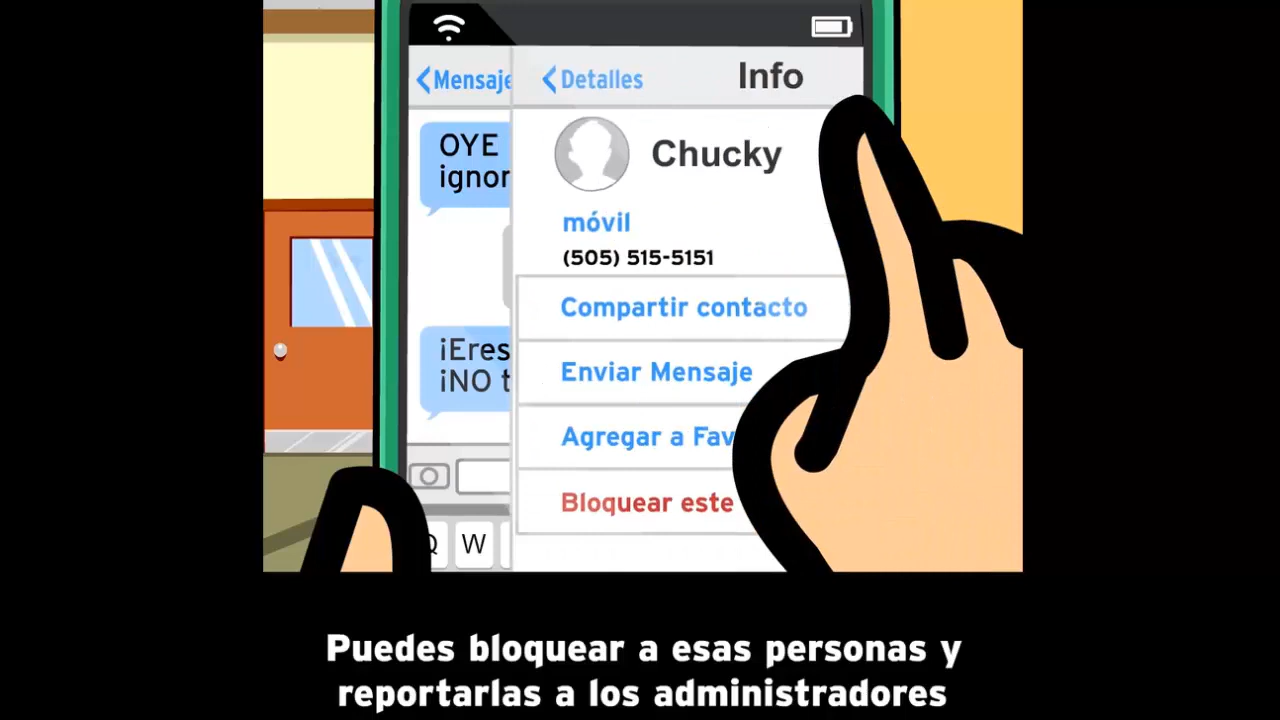 Mensaje
Detalles
Info
OYE
ignor
Chucky
móvil
(505) 515-5151
Compartir contacto
Enviar Mensaje
¡Eres
¡NO t
Agregar a Fav
Bloquear este
Q W
Puedes bloquear a esas personas y
reportarlas a los administradores